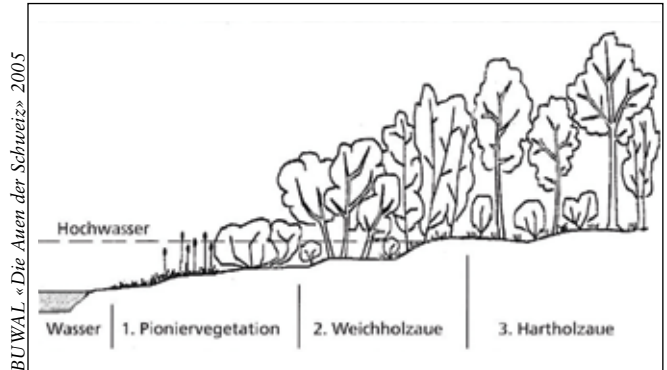 BUWAL «Die Auen der Schweiz» 2005
Hochwasser
Wasser
1. Pioniervegetation
2. Weichholzaue
3. Hartholzaue